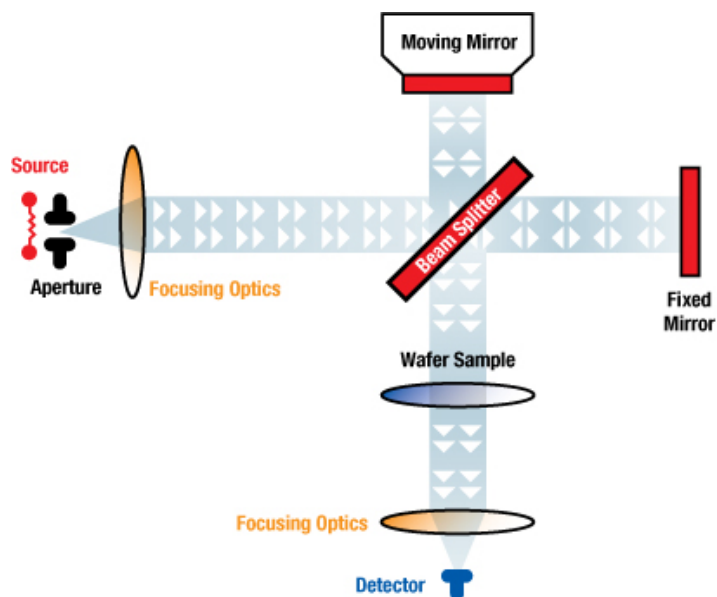 Moving Mirror
Source
Beam Splitter
Aperture
Focusing Optics
Fixed
Mirror
Wafer Sample
Focusing Optics
Detector